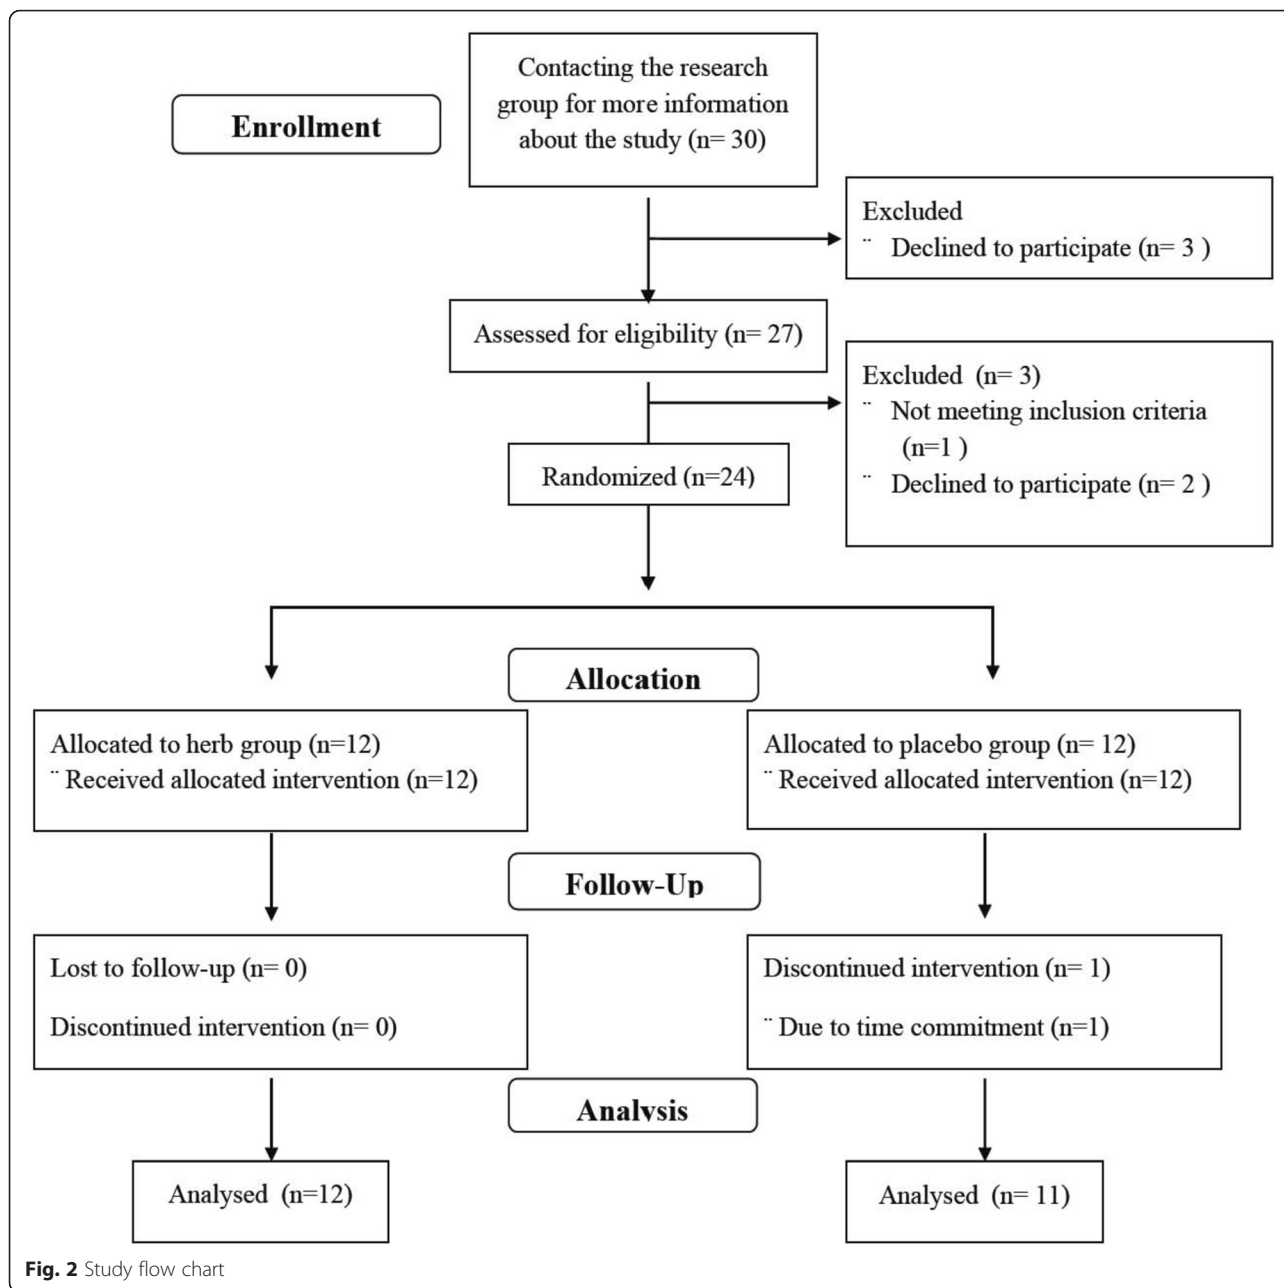 Contacting the research
group for more information
about the study (n= 30)
Enrollment
Excluded
¨ Declined to participate (n= 3 )
Assessed for eligibility (n= 27)
Excluded (n= 3)
¨ Not meeting inclusion criteria
(n=1 )
¨ Declined to participate (n= 2 )
Randomized (n=24)
Allocation
Allocated to herb group (n=12)
¨ Received allocated intervention (n=12)
Allocated to placebo group (n= 12)
¨ Received allocated intervention (n=12)
Follow-Up
Lost to follow-up (n= 0)
Discontinued intervention (n= 0)
Discontinued intervention (n= 1)
¨ Due to time commitment (n=1)
Analysis
Analysed (n=12)
Analysed (n= 11)
Fig. 2 Study flow chart